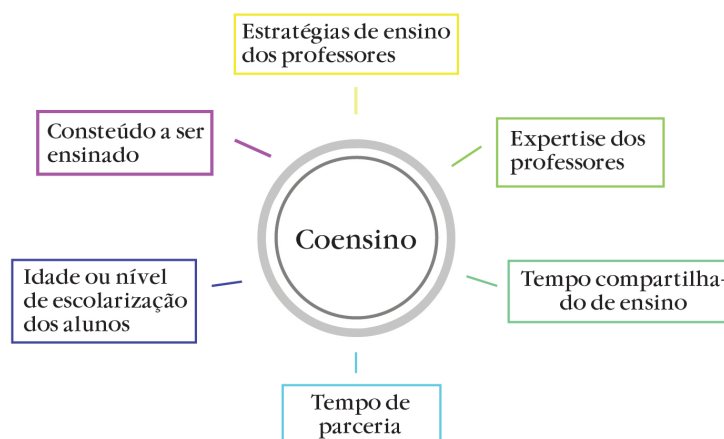 Estratégias de ensino
dos professores
Consteúdo a ser
ensinado
Expertise dos
professores
Coensino
Idade ou nível
de escolarização
dos alunos
Tempo compartilha-
do de ensino
Tempo de
parceria